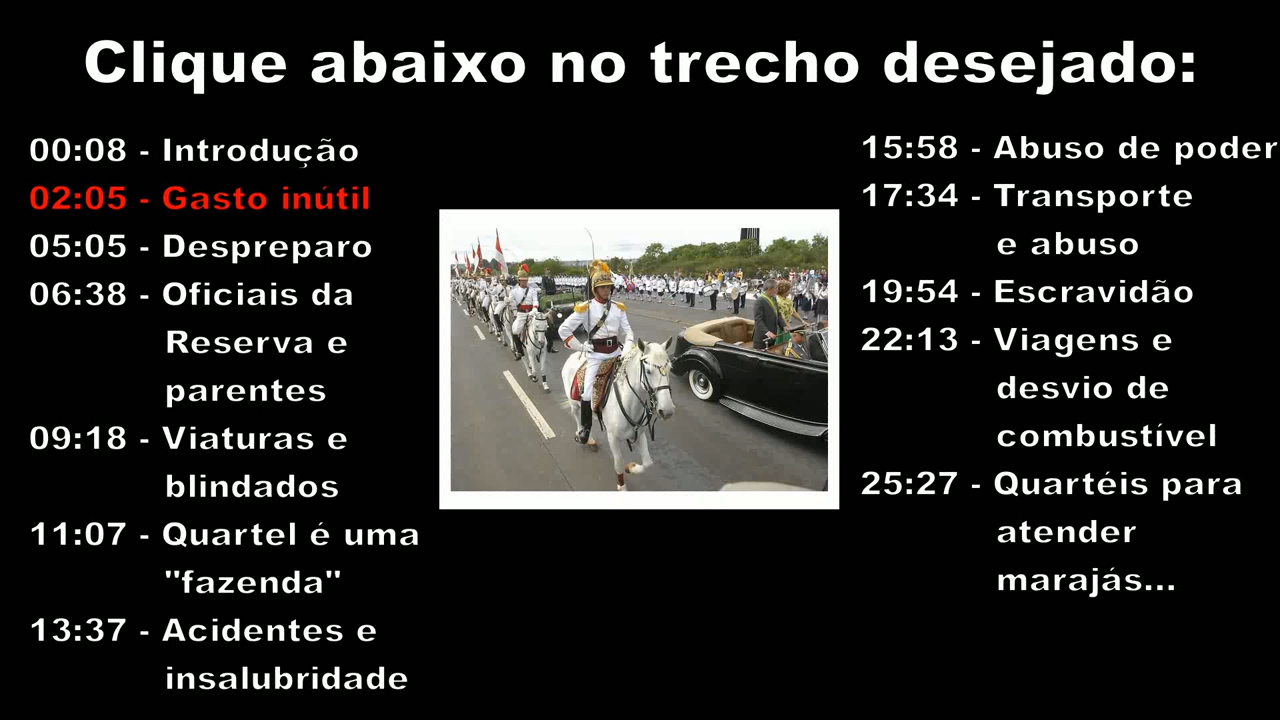 Clique abaixo no trecho desejado:
00:08 - Introdução
02:05 - Gasto inútil
05:05 - Despreparo
06:38 - Oficiais da
Reserva e
parentes
09:18 - Viaturas e
blindados
11:07 - Quartel é uma
"fazenda"
13:37 - Acidentes e
insalubridade
15:58 - Abuso de poder
17:34 - Transporte
e abuso
19:54 - Escravidão
22:13 - Viagens e
desvio de
combustível
25:27 - Quartéis para
atender
marajás...